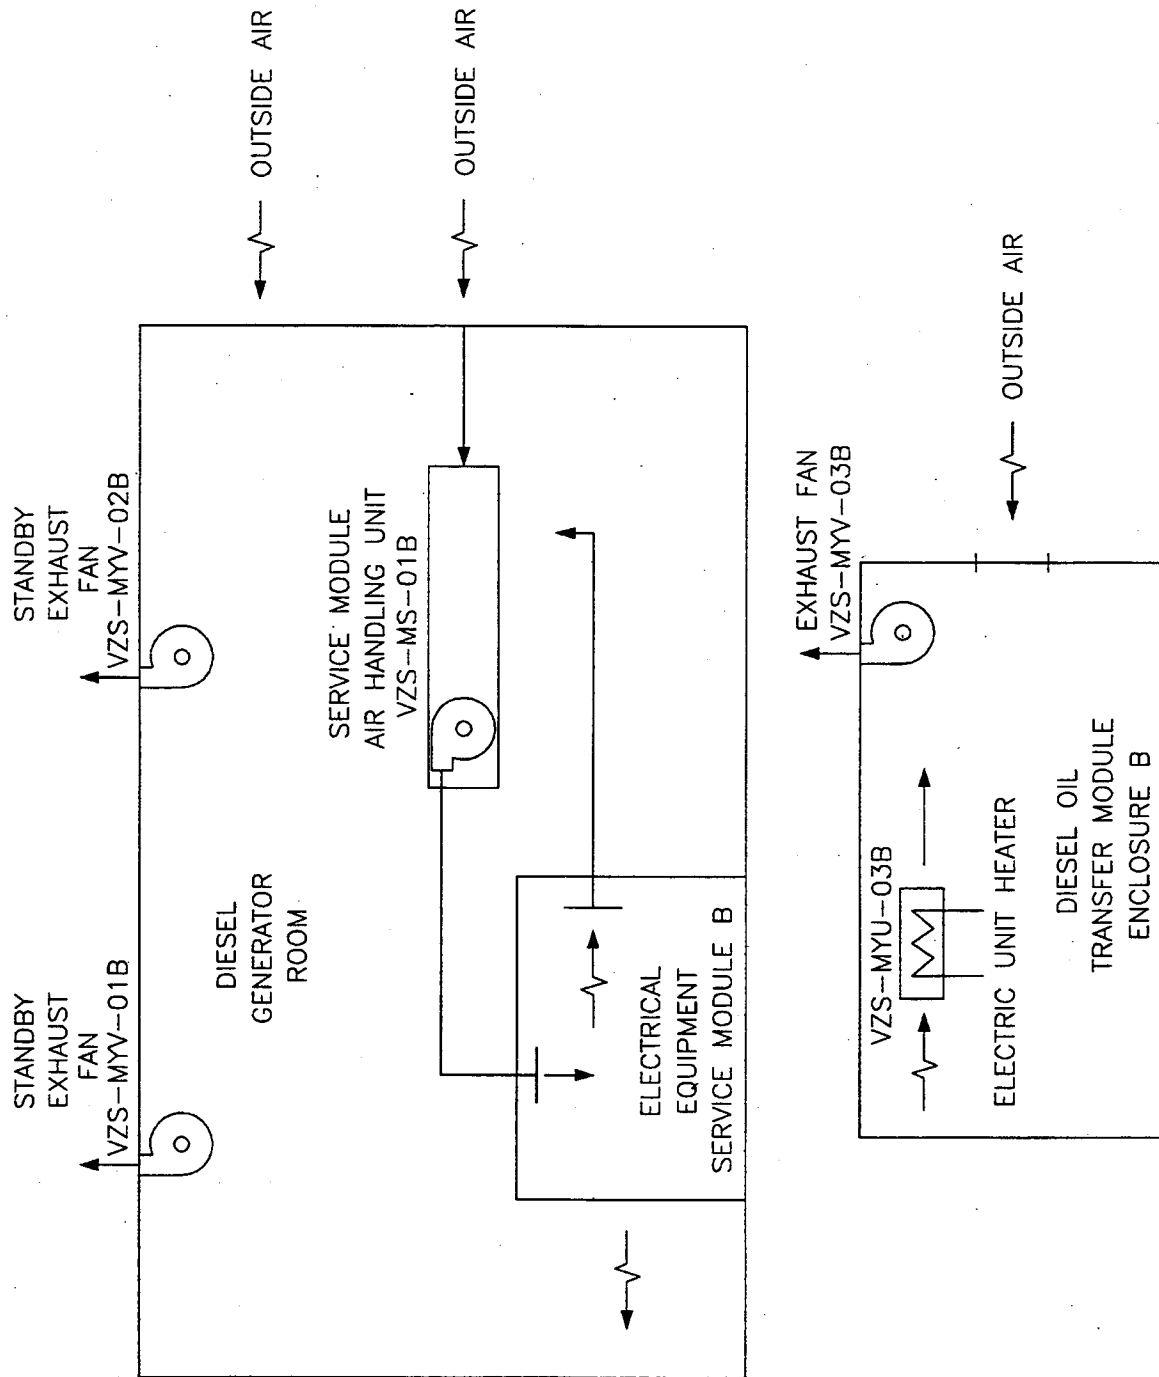 STANDBY
EXHAUST
FAN
VZS-MYV-01B
STANDBY
EXHAUST
FAN
VZS-MYV-02B
OUTSIDE AIR
OUTSIDE AIR
DIESEL
GENERATOR
ROOM
SERVICE MODULE
AIR HANDLING UNIT
VZS-MS-01B
ELECTRICAL
EQUIPMENT
SERVICE MODULE B
EXHAUST FAN
VZS-MYV-03B
OUTSIDE AIR
VZS-MYU-03B
ELECTRIC UNIT HEATER
DIESEL OIL
TRANSFER MODULE
ENCLOSURE B